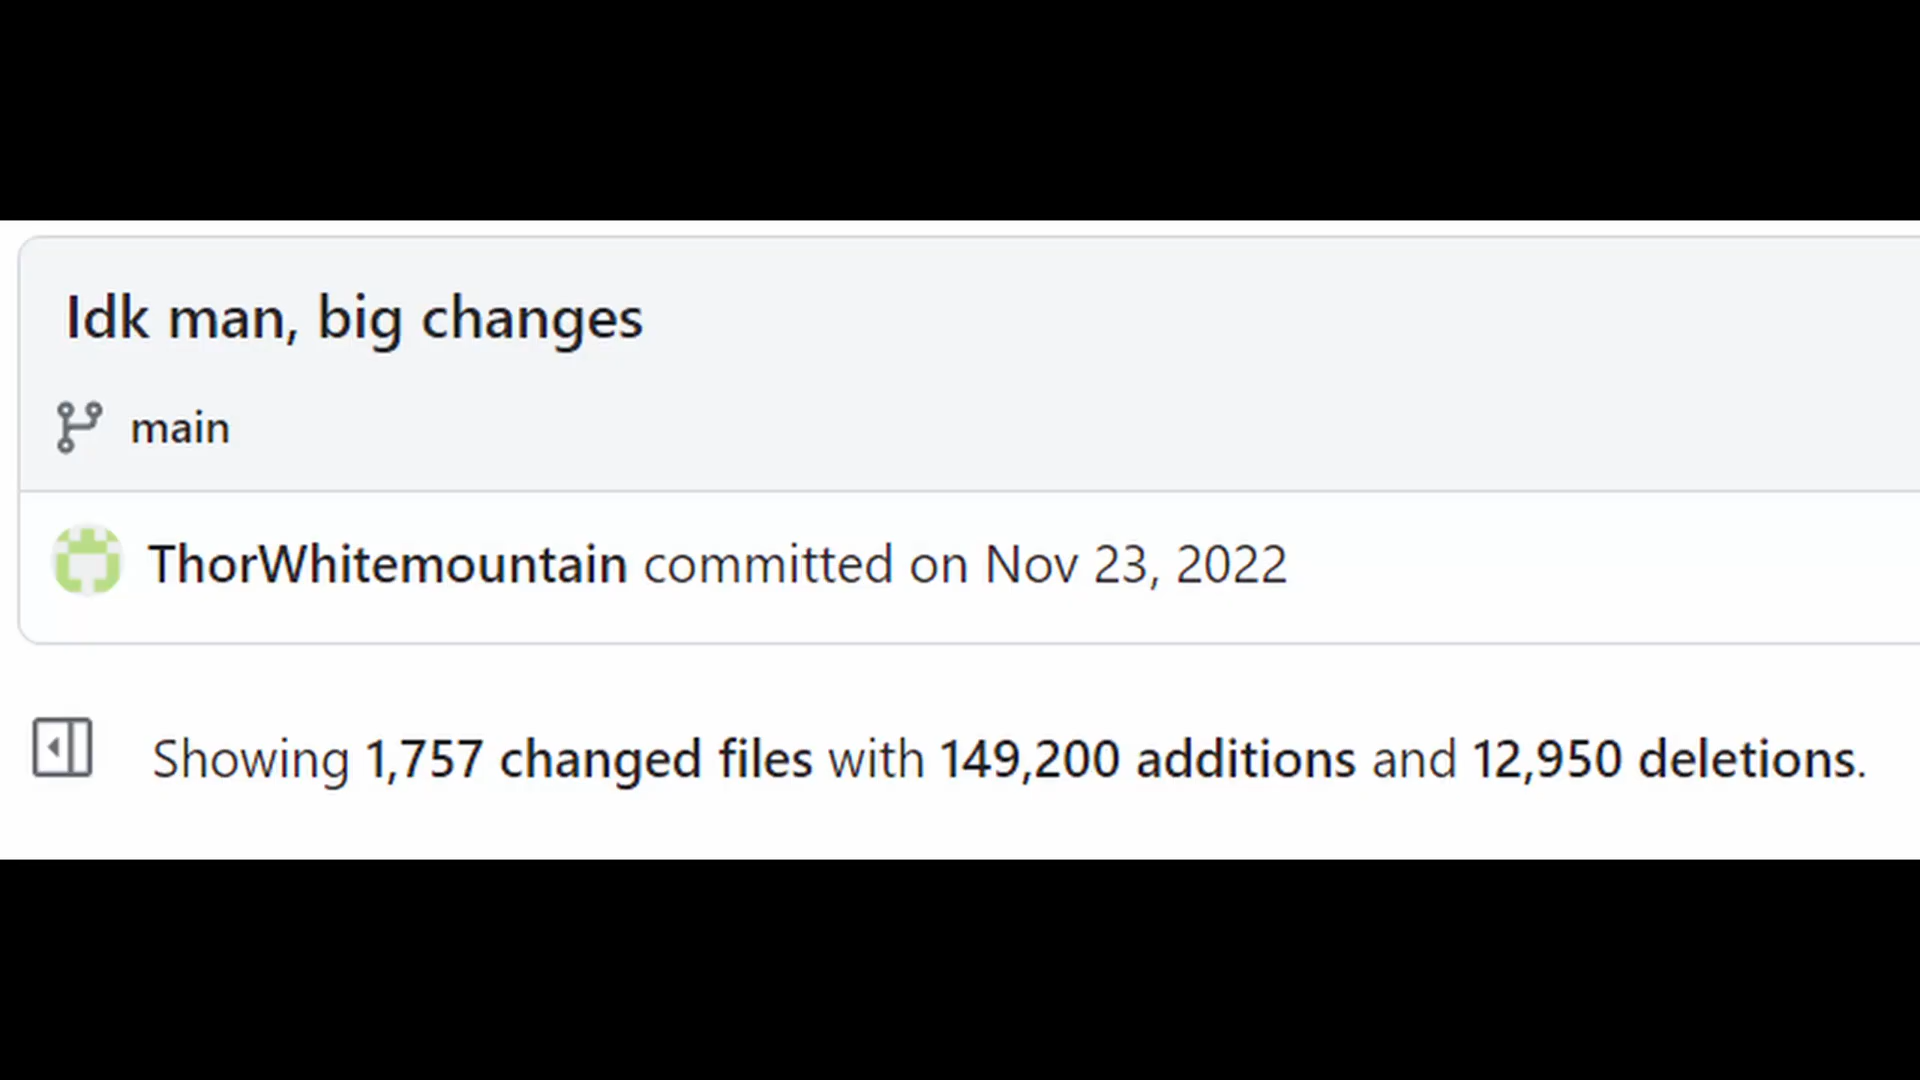 Idk man, big changes
main
ThorWhitemountain committed on Nov 23, 2022
Showing 1,757 changed files with 149,200 additions and 12,950 deletions.